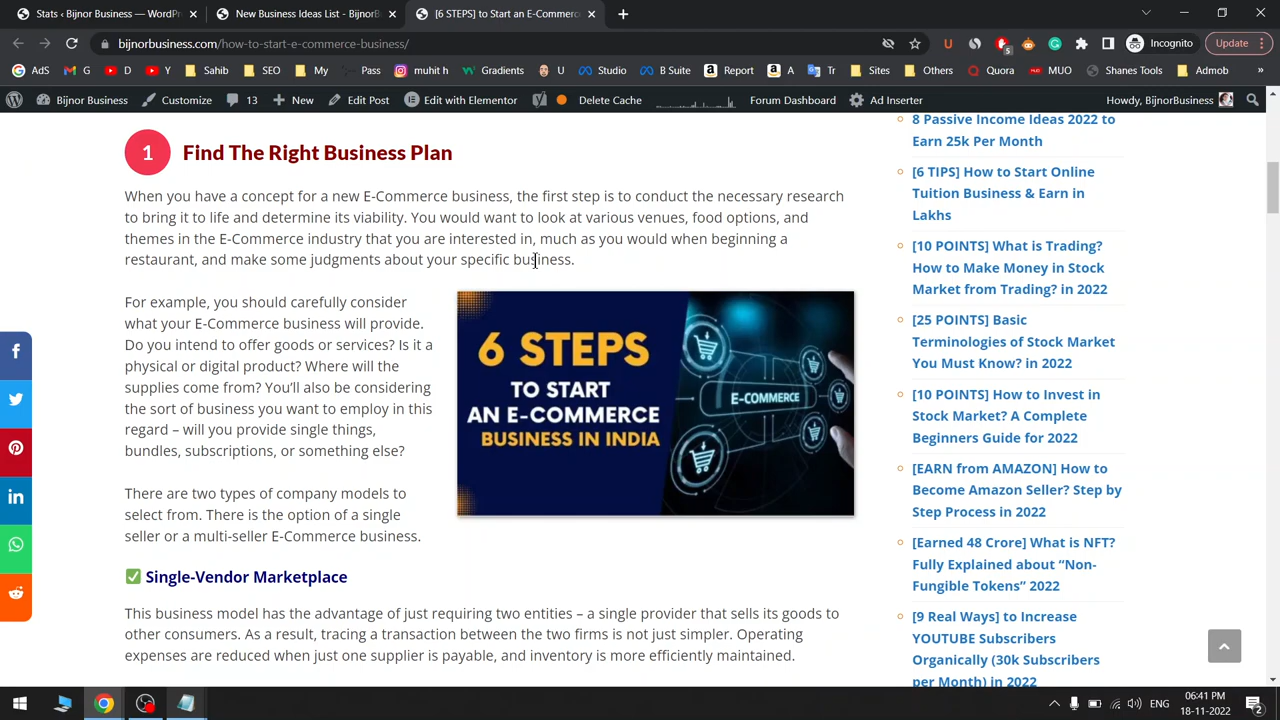 Stats ‹ Bijnor Business — WordPr
New Business Ideas List - BijnorB
[6 STEPS] to Start an E-Commerc
bijnorbusiness.com/how-to-start-e-commerce-business/
5
Incognito
Update
AdS
G
D
Y
Sahib
SEO
My
Pass
muhit h
Gradients
U
Studio
B Suite
Report
A
Tr
Sites
Others
Quora
MUO
Shanes Tools
Admob
»
Bijnor Business
Customize
13
New
Edit Post
Edit with Elementor
Delete Cache
Forum Dashboard
Ad Inserter
Howdy, BijnorBusiness
1
Find The Right Business Plan
When you have a concept for a new E-Commerce business, the first step is to conduct the necessary research
to bring it to life and determine its viability. You would want to look at various venues, food options, and
themes in the E-Commerce industry that you are interested in, much as you would when beginning a
restaurant, and make some judgments about your specific business.
For example, you should carefully consider
what your E-Commerce business will provide.
Do you intend to offer goods or services? Is it a
physical or digital product? Where will the
supplies come from? You'll also be considering
the sort of business you want to employ in this
regard – will you provide single things,
bundles, subscriptions, or something else?
There are two types of company models to
select from. There is the option of a single
seller or a multi-seller E-Commerce business.
6 STEPS
TO START
AN E-COMMERCE
BUSINESS IN INDIA
E-COMMERCE
Single-Vendor Marketplace
This business model has the advantage of just requiring two entities – a single provider that sells its goods to
other consumers. As a result, tracing a transaction between the two firms is not just simpler. Operating
expenses are reduced when just one supplier is payable, and inventory is more efficiently maintained.
8 Passive Income Ideas 2022 to
Earn 25k Per Month
[6 TIPS] How to Start Online
Tuition Business & Earn in
Lakhs
[10 POINTS] What is Trading?
How to Make Money in Stock
Market from Trading? in 2022
[25 POINTS] Basic
Terminologies of Stock Market
You Must Know? in 2022
[10 POINTS] How to Invest in
Stock Market? A Complete
Beginners Guide for 2022
[EARN from AMAZON] How to
Become Amazon Seller? Step by
Step Process in 2022
[Earned 48 Crore] What is NFT?
Fully Explained about “Non-
Fungible Tokens” 2022
[9 Real Ways] to Increase
YOUTUBE Subscribers
Organically (30k Subscribers
per Month) in 2022
ENG
06:41 PM
18-11-2022
2